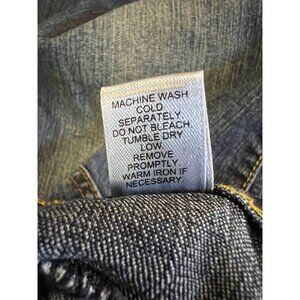 MACHINE WASH
COLD
SEPARATELY
DO NOT BLEACH.
TUMBLE DRY
LOW.
REMOVE
PROMPTLY.
WARM IRON IF
NECESSARY.